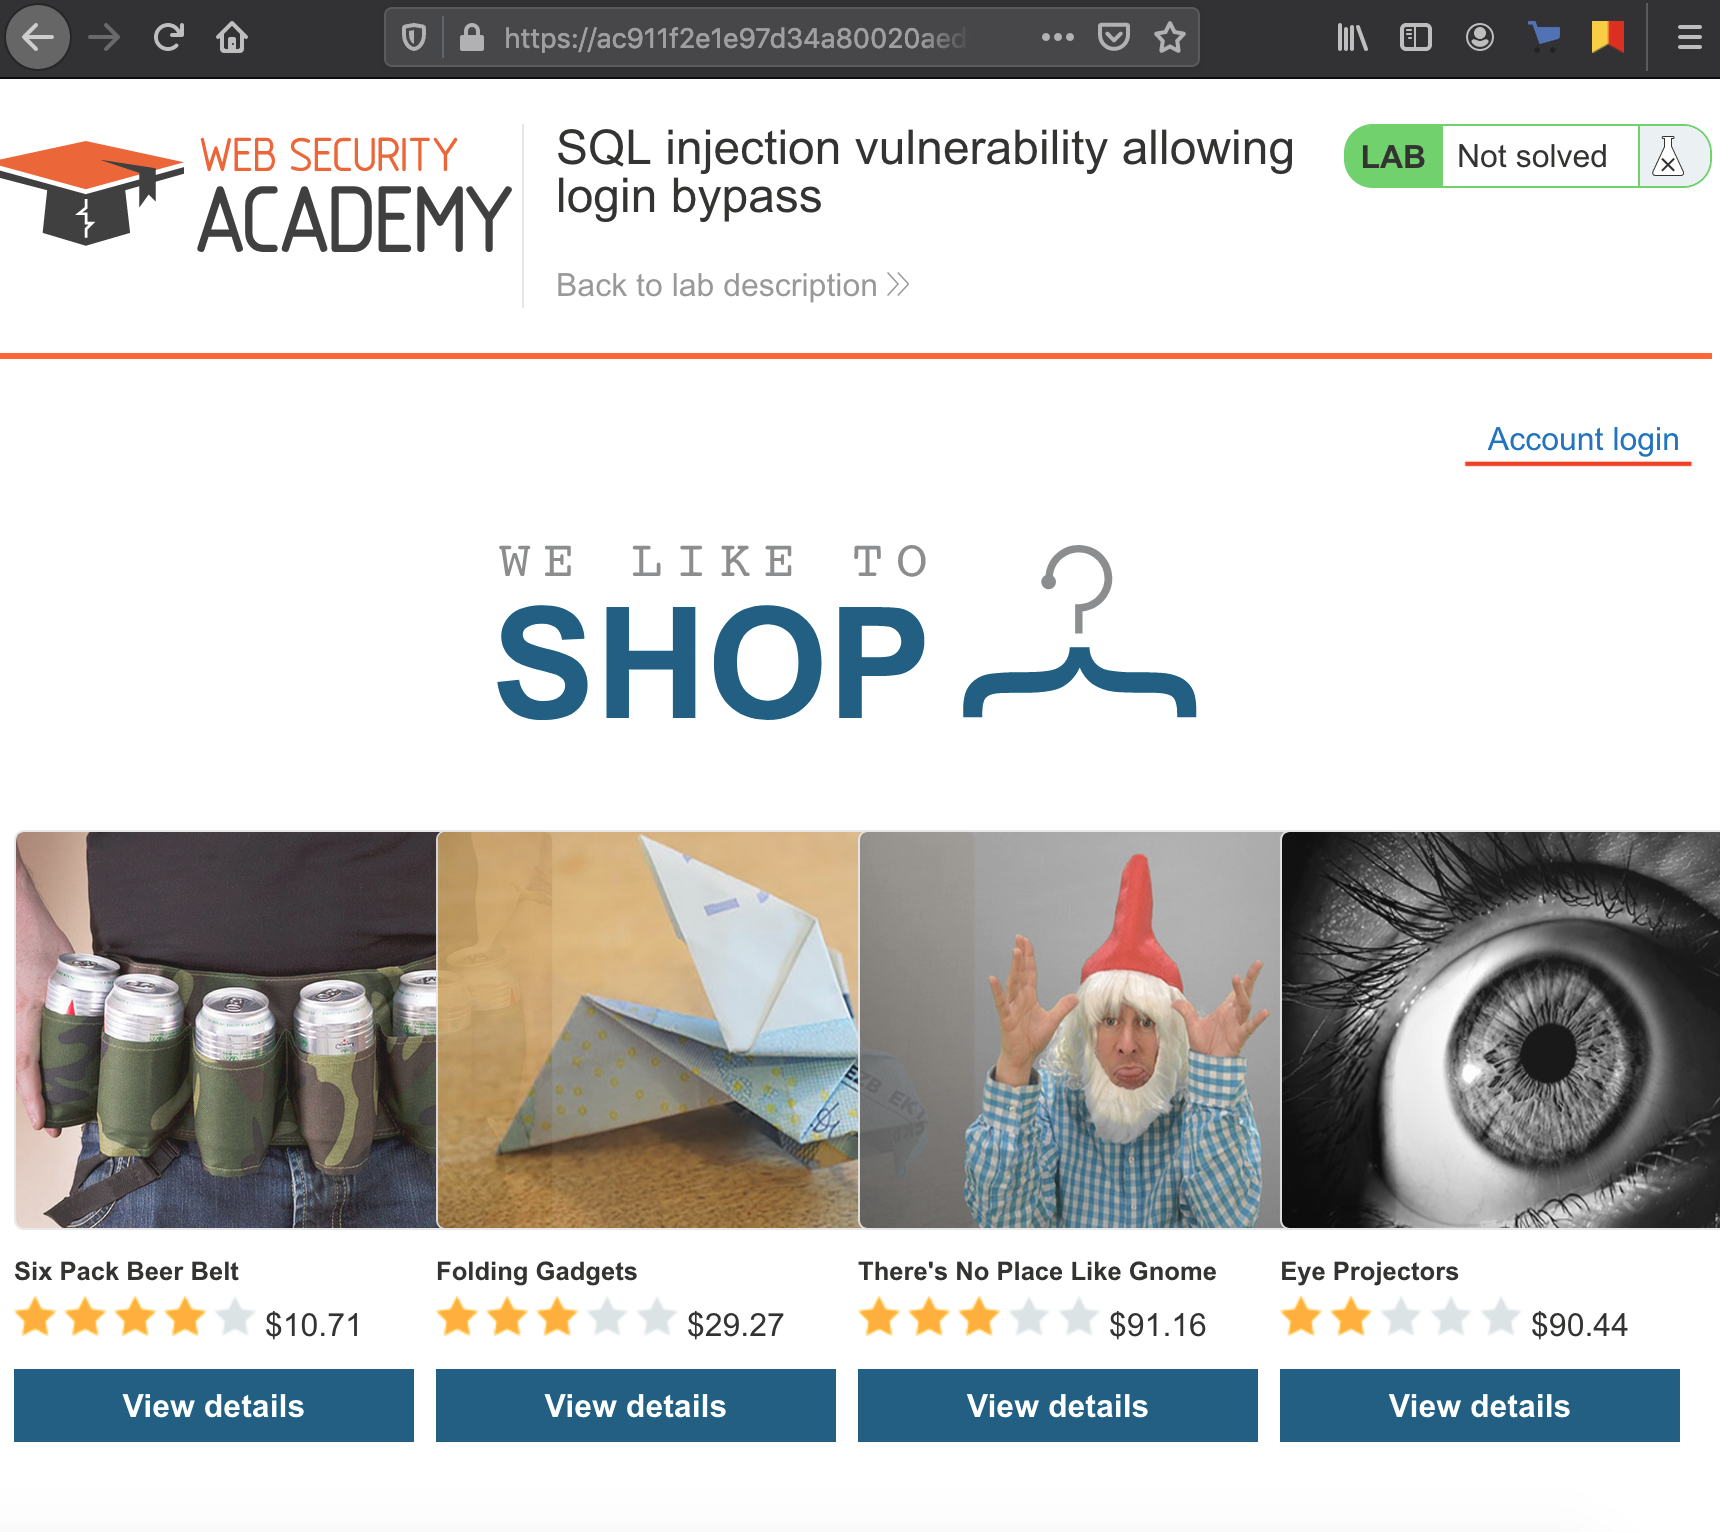 https://ac911f2e1e97d34a80020aed
WEB SECURITY
ACADEMY
SQL injection vulnerability allowing
login bypass
Back to lab description
LAB Not solved
Account login
WE LIKE TO
SHOP
Six Pack Beer Belt
$10.71
View details
Folding Gadgets
$29.27
View details
There's No Place Like Gnome
$91.16
View details
Eye Projectors
$90.44
View details